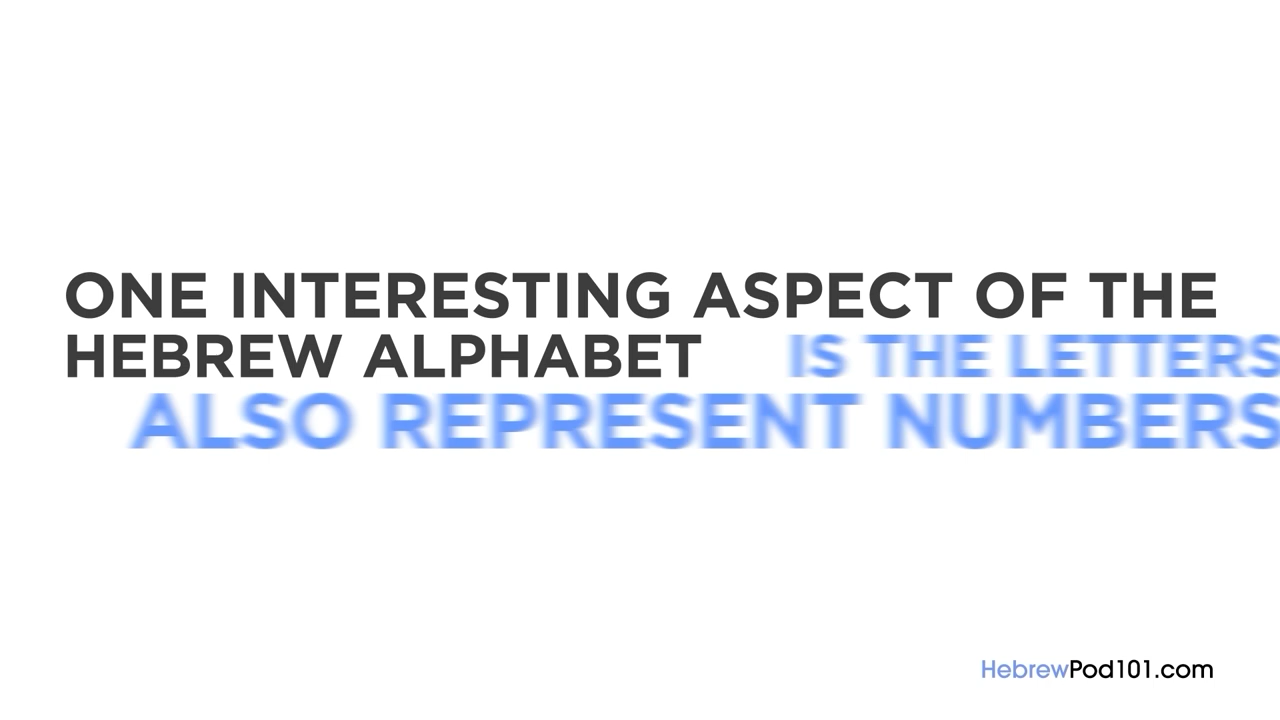 ONE INTERESTING ASPECT OF THE
HEBREW ALPHABET IS THE LETTERS
ALSO REPRESENT NUMBERS
HebrewPod101.com